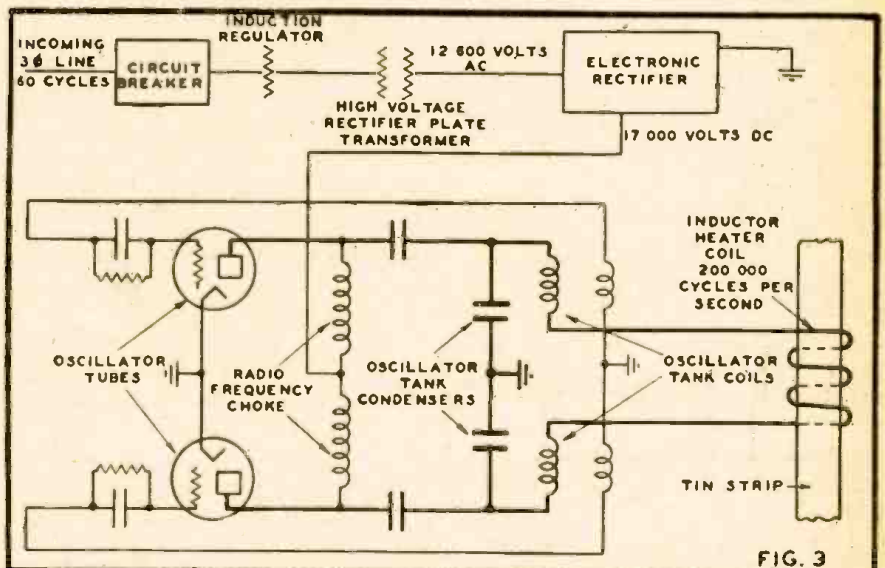 INCOMING
3Ø LINE
60 CYCLES
CIRCUIT
BREAKER
INDUCTION
REGULATOR
HIGH VOLTAGE
RECTIFIER PLATE
TRANSFORMER
12 600 VOLTS
AC
ELECTRONIC
RECTIFIER
17 000 VOLTS DC
OSCILLATOR
TUBES
RADIO
FREQUENCY
CHOKE
OSCILLATOR
TANK
CONDENSERS
OSCILLATOR
TANK COILS
INDUCTOR
HEATER
COIL
200 000
CYCLES PER
SECOND
TIN STRIP
FIG. 3